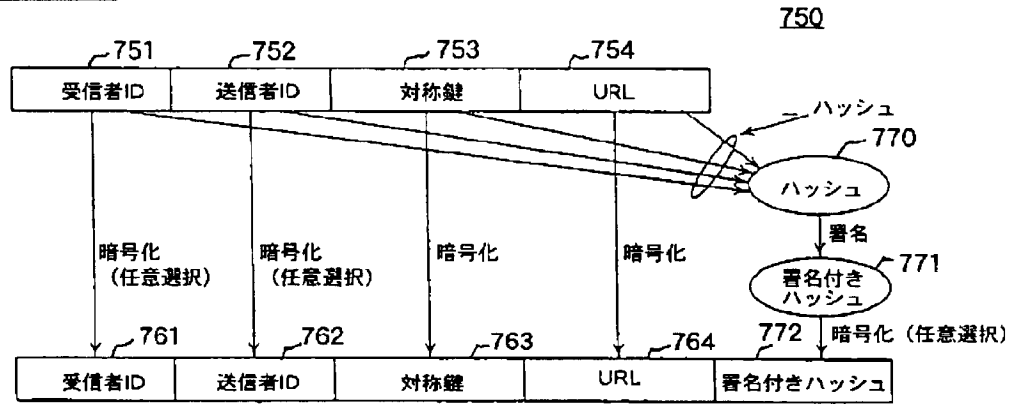 750
751
752
753
754
受信者ID
送信者ID
対称鍵
URL
ハッシュ
770
ハッシュ
署名
暗号化
(任意選択)
暗号化
(任意選択)
暗号化
暗号化
771
署名付き
ハッシュ
761
762
763
764
772
暗号化 (任意選択)
受信者ID
送信者ID
対称鍵
URL
署名付きハッシュ